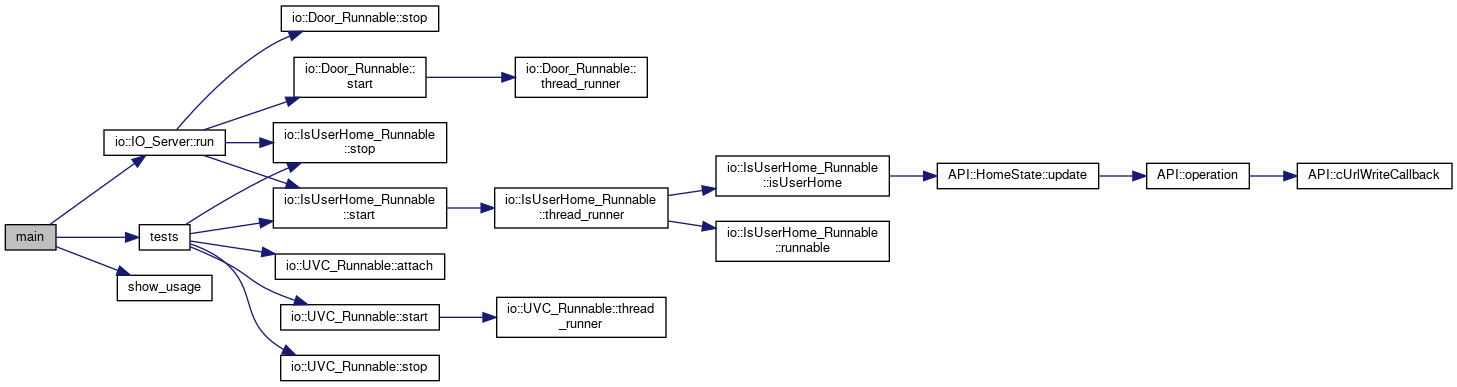 main
io::IO_Server::run
tests
show_usage
io::Door_Runnable::stop
io::Door_Runnable::
start
io::IsUserHome_Runnable
::stop
io::IsUserHome_Runnable
::start
io::UVC_Runnable::attach
io::UVC_Runnable::start
io::UVC_Runnable::stop
io::Door_Runnable::
thread_runner
io::IsUserHome_Runnable
::thread_runner
io::UVC_Runnable::thread
_runner
io::IsUserHome_Runnable
::isUserHome
io::IsUserHome_Runnable
::runnable
API::HomeState::update
API::operation
API::cUrlWriteCallback